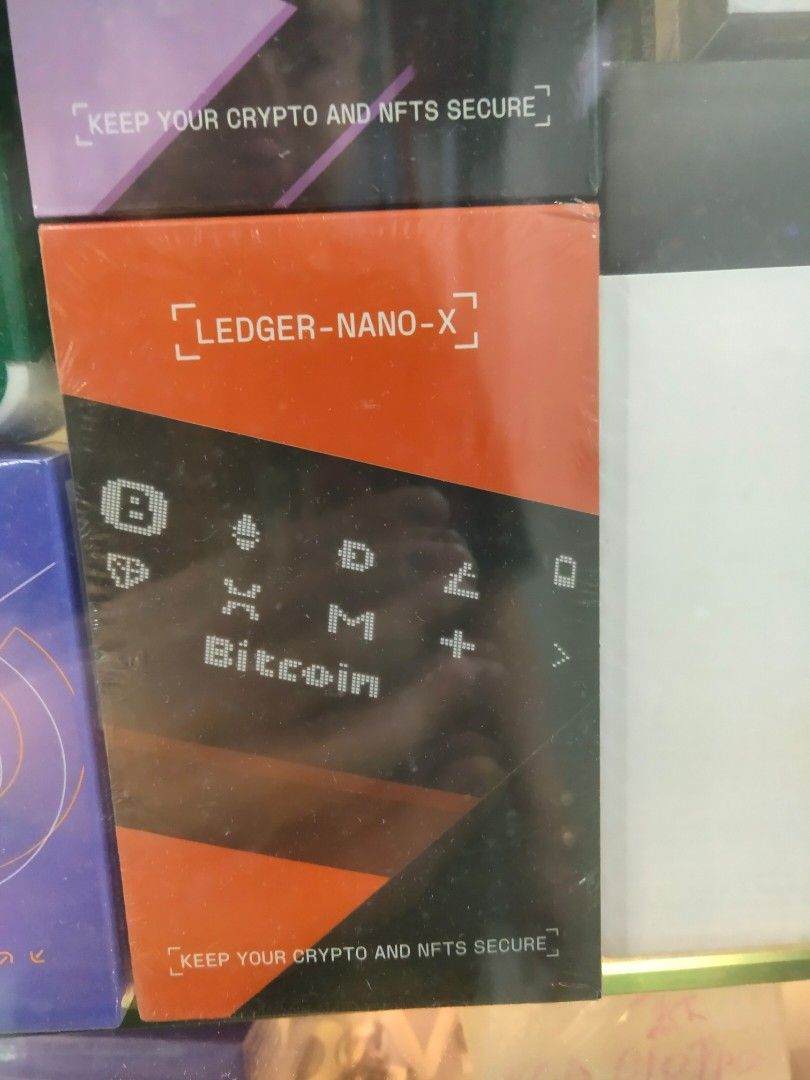 KEEP YOUR CRYPTO AND NFTS SECURE
LEDGER-NANO-X
Bitcoin
KEEP YOUR CRYPTO AND NFTS SECURE